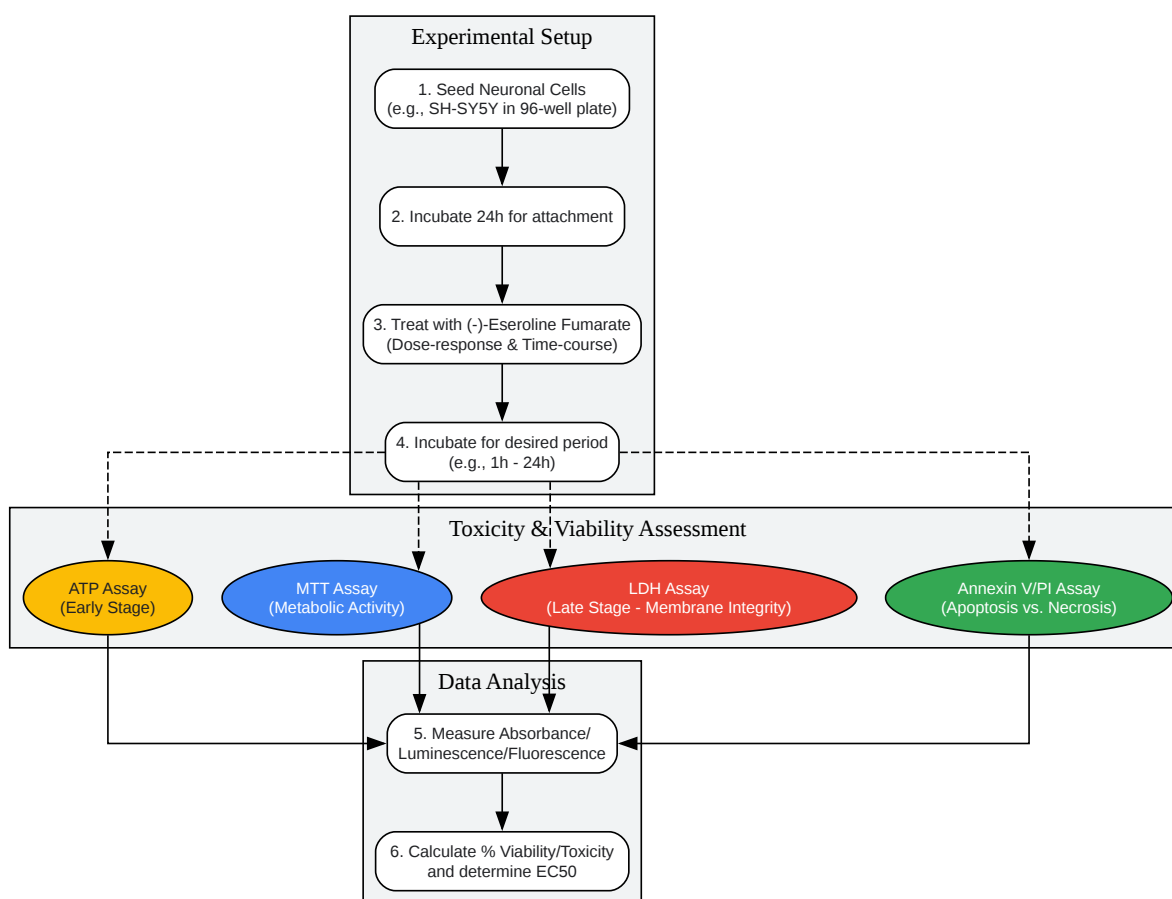 Experimental Setup
1. Seed Neuronal Cells
(e.g., SH-SY5Y in 96-well plate)
2. Incubate 24h for attachment
3. Treat with (-)-Eseroline Fumarate
(Dose-response & Time-course)
4. Incubate for desired period
(e.g., 1h - 24h)
Toxicity & Viability Assessment
ATP Assay
(Early Stage)
MTT Assay
(Metabolic Activity)
LDH Assay
(Late Stage - Membrane Integrity)
Annexin V/PI Assay
(Apoptosis vs. Necrosis)
Data Analysis
5. Measure Absorbance/
Luminescence/Fluorescence
6. Calculate % Viability/Toxicity
and determine EC50